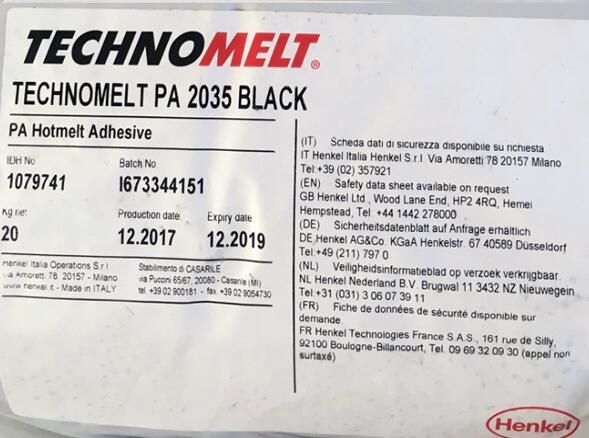 TECHNOMELT®
TECHNOMELT PA 2035 BLACK
PA Hotmelt Adhesive
IDH No Batch No
1079741 I673344151
Kg net Production date Expiry date
20 12.2017 12.2019
Henkel Italia Operations S.r.l
Via Amoretti, 78 20157 - Milano
www.henkel.it - Made in ITALY
Stabilimento di CASARILE
via Puccni 65/67, 20080 - Casarile (MI)
tel +39 02 900181 - fax. +39 02 9054730
(IT) Scheda dati di sicurezza disponibile su richiesta
IT Henkel Italia Henkel S.r.l Via Amoretti 78 20157 Milano
Tel:+39 (02) 357921
(EN) Safety data sheet available on request
GB Henkel Ltd., Wood Lane End, HP2 4RQ, Hemel
Hempstead, Tel: +44 1442 278000
(DE) Sicherheitsdatenblatt auf Anfrage erhältlich
DE Henkel AG&Co. KGaA Henkelstr. 67 40589 Düsseldorf
Tel:+49 (211) 797 0
(NL) Veiligheidsinformatieblad op verzoek verkrijgbaar.
NL Henkel Nederland B.V. Brugwal 11 3432 NZ Nieuwegein
Tel.+31 (031) 3 06 07 39 11
(FR) Fiche de données de sécurité disponible sur
demande
FR Henkel Technologies France S.A.S., 161 rue de Silly,
92100 Boulogne-Billancourt, Tel. 09 69 32 09 30 (appel non
surtaxé)
Henkel